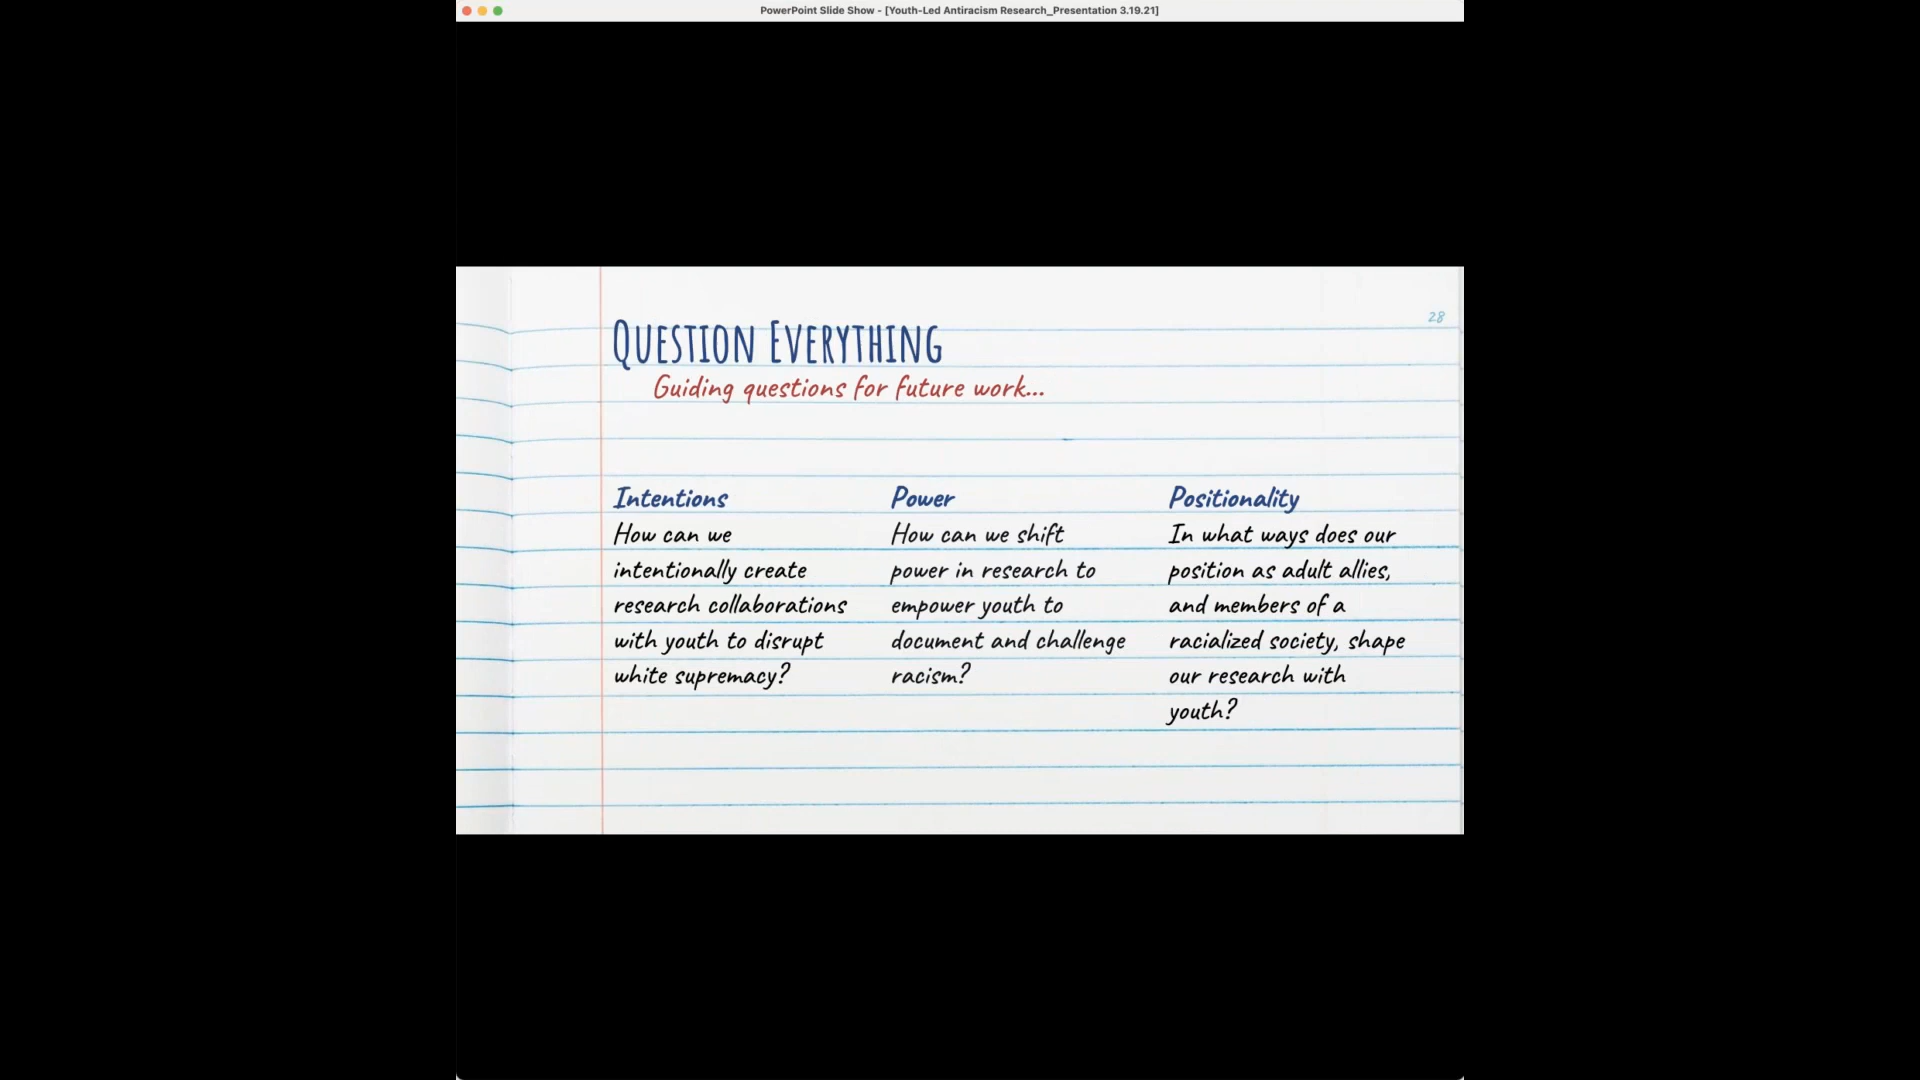 PowerPoint Slide Show - [Youth-Led Antiracism Research_Presentation 3.19.21]
28
Question Everything
Guiding questions for future work...
Intentions
How can we
intentionally create
research collaborations
with youth to disrupt
white supremacy?
Power
How can we shift
power in research to
empower youth to
document and challenge
racism?
Positionality
In what ways does our
position as adult allies,
and members of a
racialized society, shape
our research with
youth?